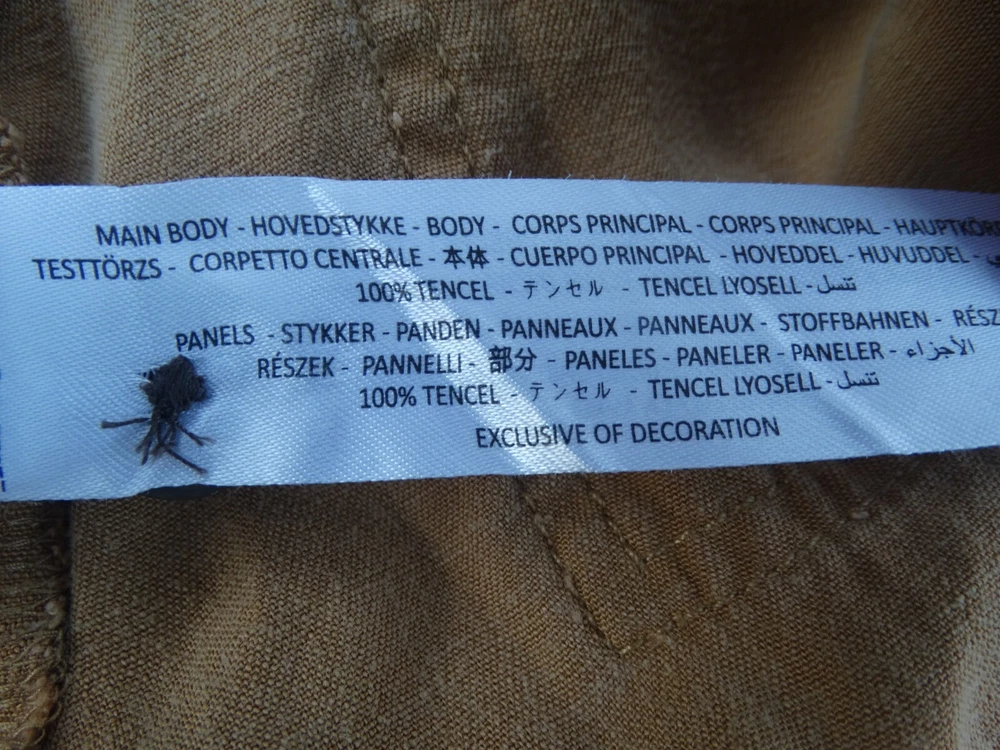 MAIN BODY - HOVEDSTYKKE - BODY - CORPS PRINCIPAL - CORPS PRINCIPAL -
TESTTÖRZS - CORPETTO CENTRALE - 本体 - CUERPO PRINCIPAL - HOVEDDEL - HUVUDDEL -
100% TENCEL - テンセル - TENCEL LYOSELL - تنسل
PANELS - STYKKER - PANDEN - PANNEAUX - PANNEAUX - STOFFBAHNEN -
RÉSZEK - PANNELLI - 部分 - PANELES - PANELER - PANELER - الأجزاء
100% TENCEL - テンセル - TENCEL LYOSELL - تنسل
EXCLUSIVE OF DECORATION